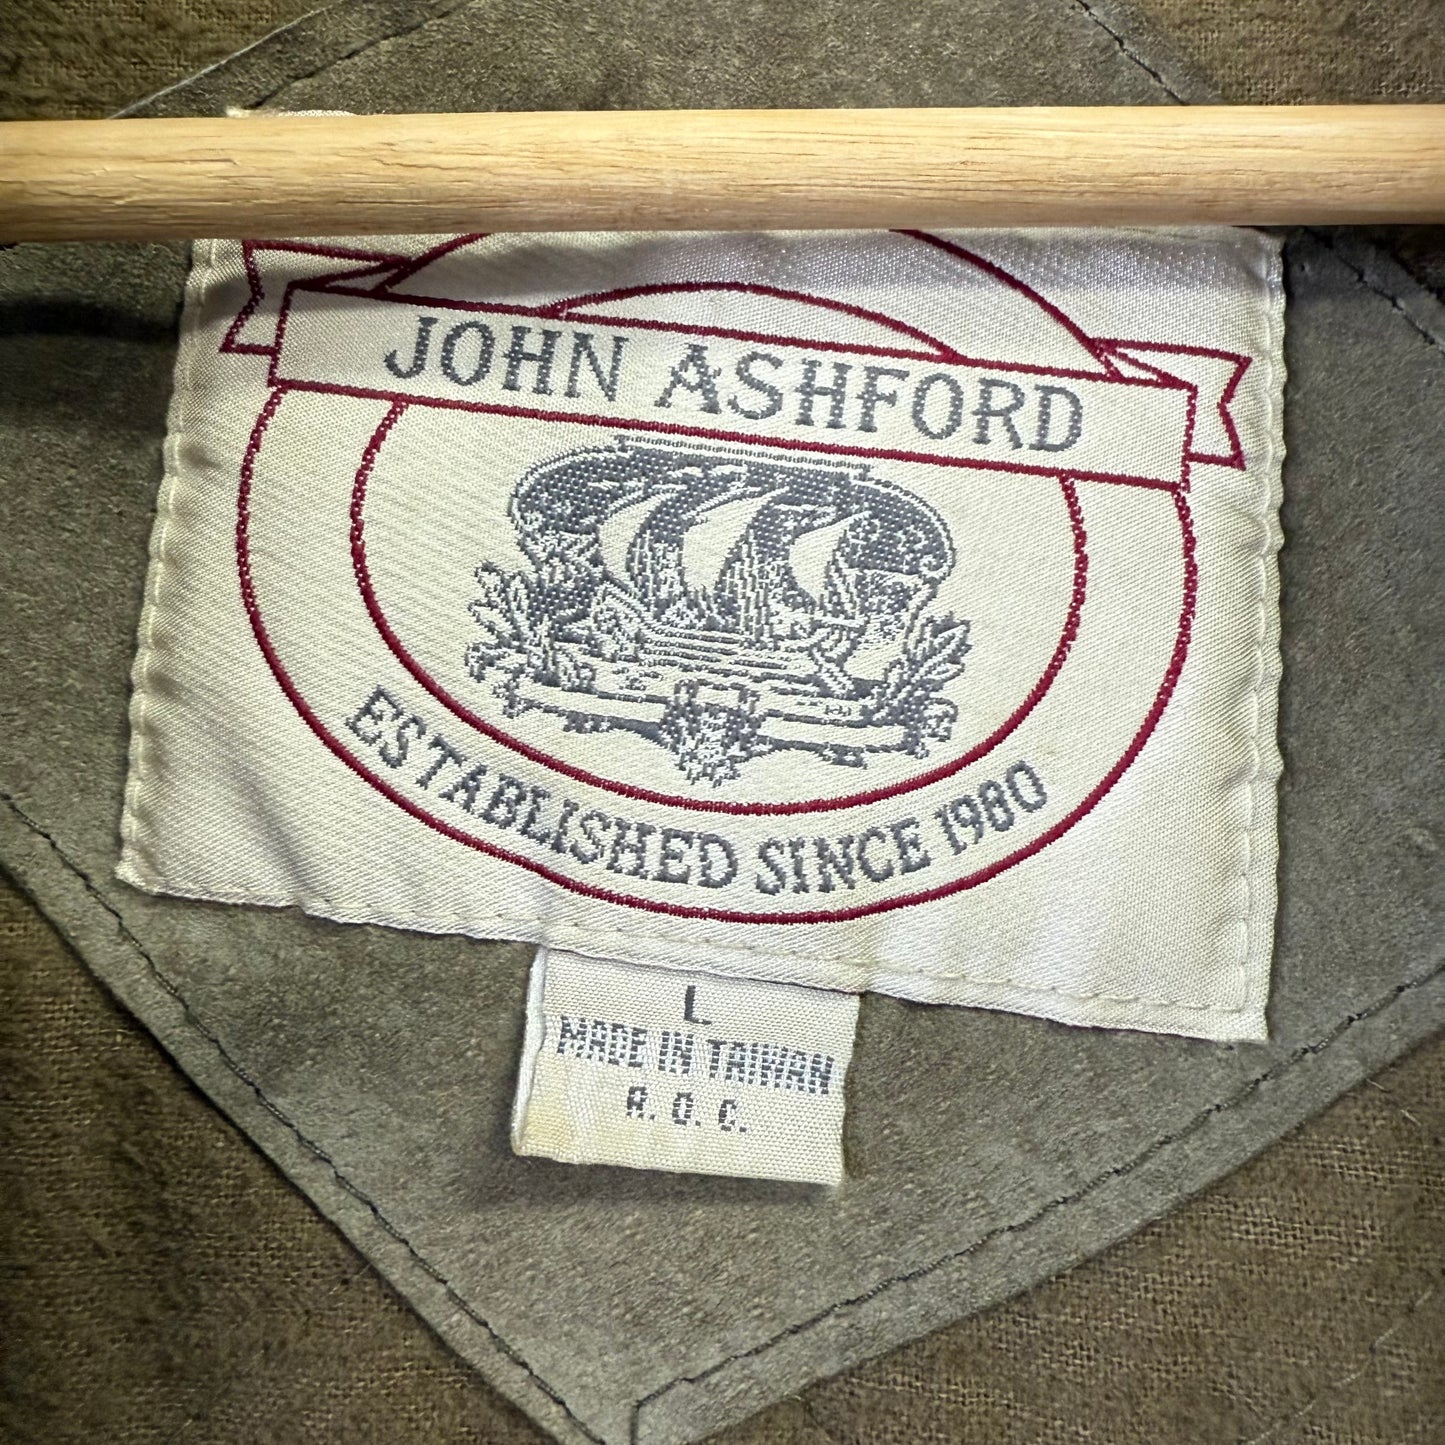 JOHN ASHFORD
ESTABLISHED SINCE 1980
L
MADE IN TAIWAN
R. O. C.